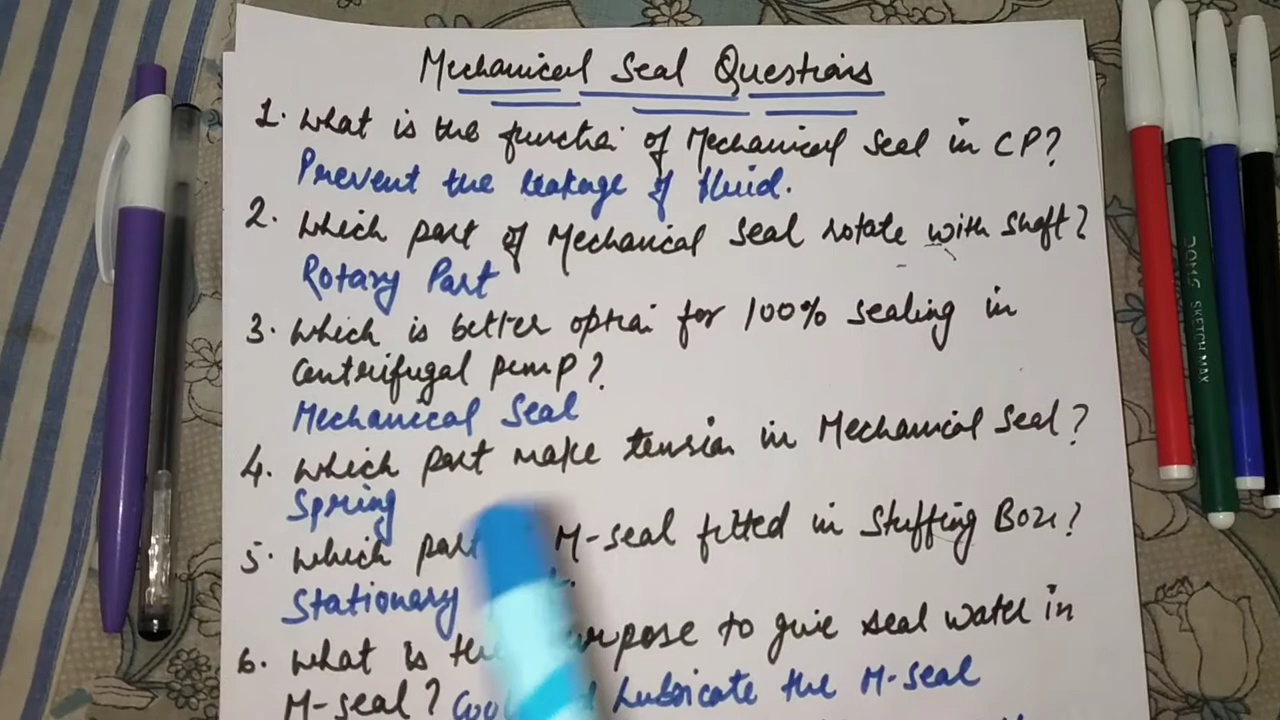 Mechanical Seal Questions
1. What is the function of Mechanical Seal in CP?
Prevent the leakage of fluid.
2. Which part of Mechanical Seal rotate with shaft?
Rotary Part
3. Which is better option for 100% sealing in
Centrifugal pump?
Mechanical Seal
4. Which part make tension in Mechanical Seal?
Spring
5. Which part M-seal fitted in Stuffing Box?
Stationary
6. What is the to give seal water in
M-seal? Lubricate the M-seal
DOMS SKETCH MAX